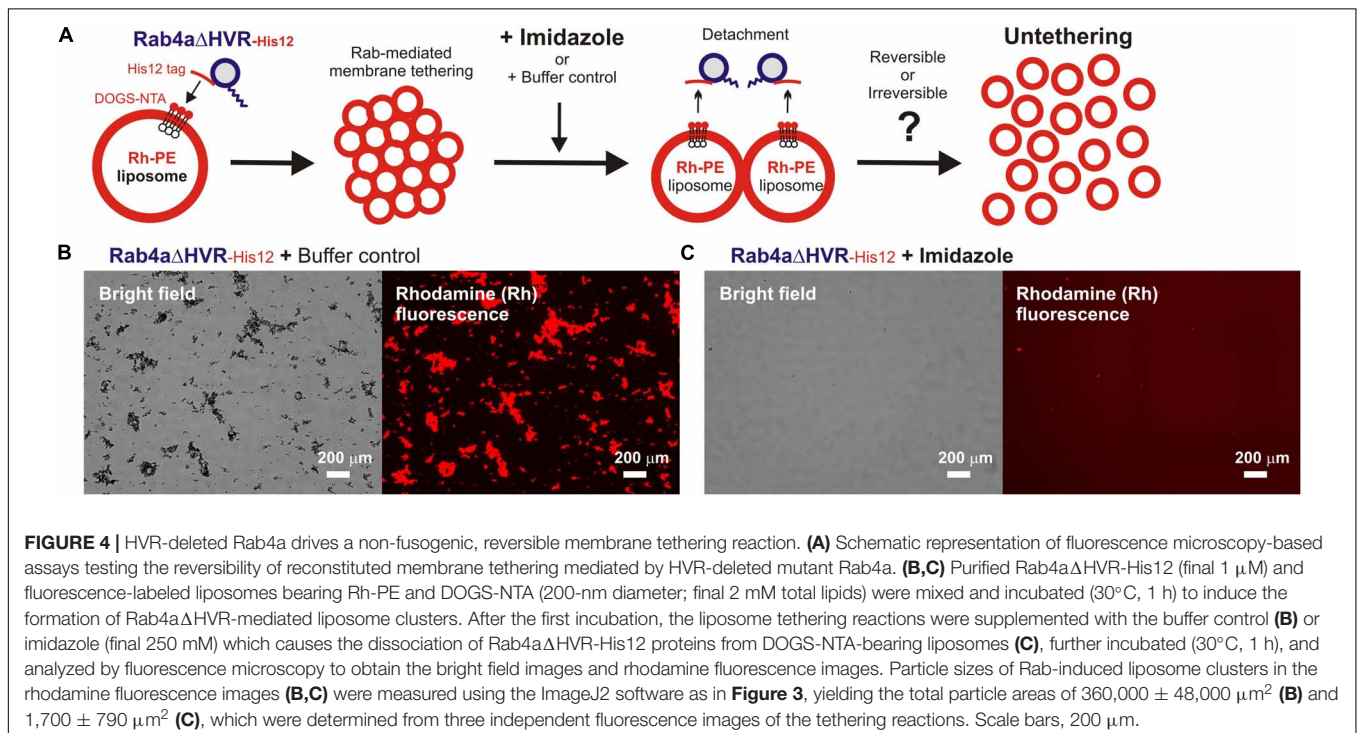 A
Rab4aΔHVR-His12
His12 tag
DOGS-NTA
Rh-PE
liposome
Rab-mediated
membrane tethering
+ Imidazole
or
+ Buffer control
Detachment
Rh-PE
liposome
Rh-PE
liposome
Reversible
or
Irreversible
?
Untethering
B
Rab4aΔHVR-His12 + Buffer control
Bright field
200 μm
Rhodamine (Rh)
fluorescence
200 μm
C
Rab4aΔHVR-His12 + Imidazole
Bright field
200 μm
Rhodamine (Rh)
fluorescence
200 μm
FIGURE 4 | HVR-deleted Rab4a drives a non-fusogenic, reversible membrane tethering reaction. (A) Schematic representation of fluorescence microscopy-based
assays testing the reversibility of reconstituted membrane tethering mediated by HVR-deleted mutant Rab4a. (B,C) Purified Rab4aΔHVR-His12 (final 1 μM) and
fluorescence-labeled liposomes bearing Rh-PE and DOGS-NTA (200-nm diameter; final 2 mM total lipids) were mixed and incubated (30°C, 1 h) to induce the
formation of Rab4aΔHVR-mediated liposome clusters. After the first incubation, the liposome tethering reactions were supplemented with the buffer control (B) or
imidazole (final 250 mM) which causes the dissociation of Rab4aΔHVR-His12 proteins from DOGS-NTA-bearing liposomes (C), further incubated (30°C, 1 h), and
analyzed by fluorescence microscopy to obtain the bright field images and rhodamine fluorescence images. Particle sizes of Rab-induced liposome clusters in the
rhodamine fluorescence images (B,C) were measured using the ImageJ2 software as in Figure 3, yielding the total particle areas of 360,000 ± 48,000 μm² (B) and
1,700 ± 790 μm² (C), which were determined from three independent fluorescence images of the tethering reactions. Scale bars, 200 μm.